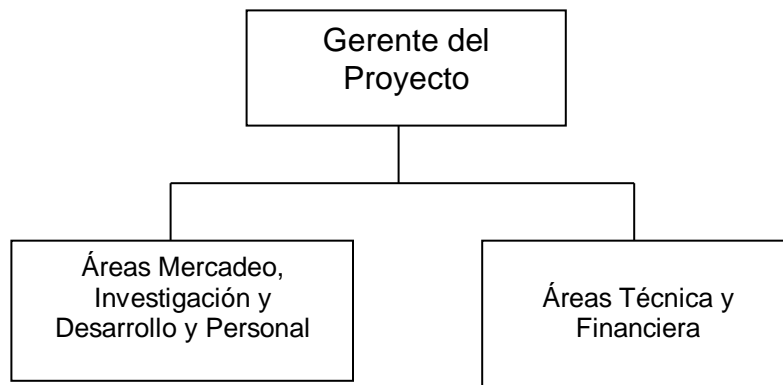 Gerente del
Proyecto
Áreas Mercadeo,
Investigación y
Desarrollo y Personal
Áreas Técnica y
Financiera